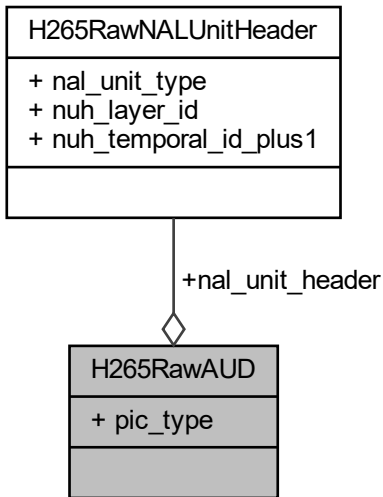 H265RawNALUnitHeader
+ nal_unit_type
+ nuh_layer_id
+ nuh_temporal_id_plus1
+nal_unit_header
H265RawAUD
+ pic_type